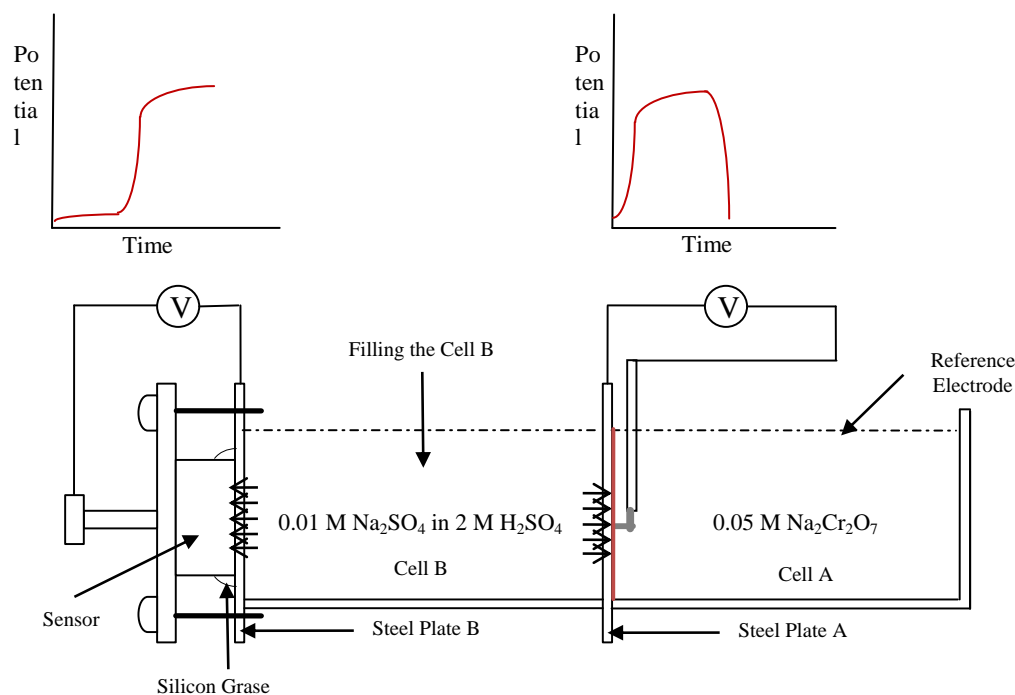 Po
ten
tia
l
Time
Po
ten
tia
l
Time
V
V
Filling the Cell B
Reference
Electrode
0.01 M Na₂SO₄ in 2 M H₂SO₄
0.05 M Na₂Cr₂O₇
Cell B
Cell A
Sensor
Steel Plate B
Steel Plate A
Silicon Grase